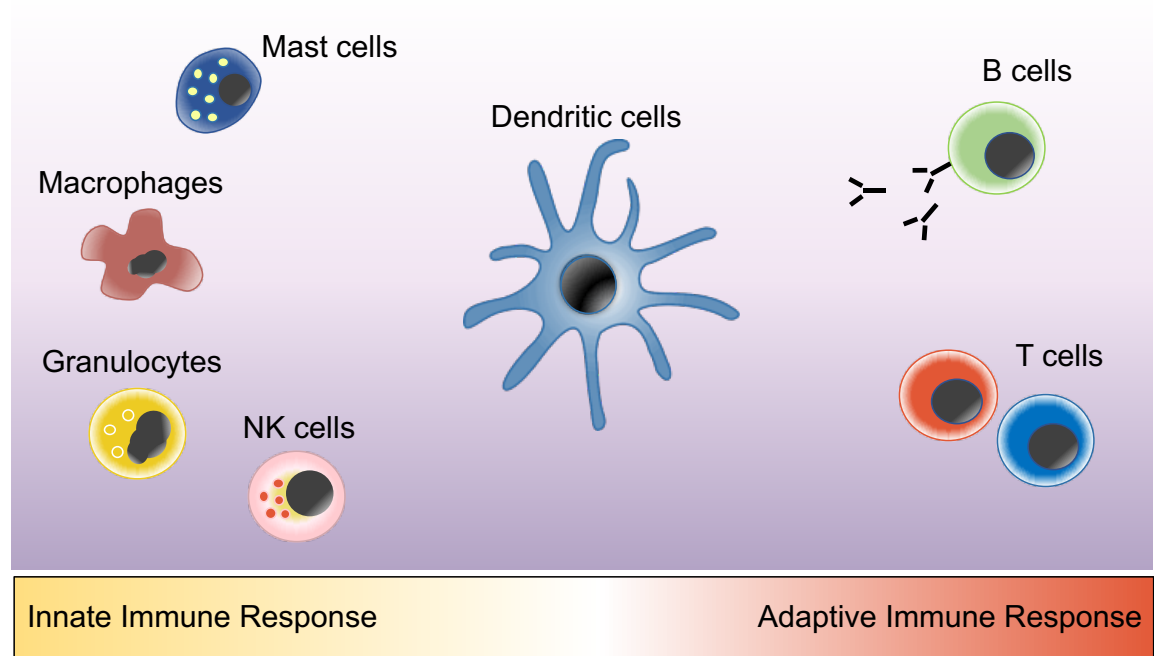 Mast cells
B cells
Dendritic cells
Macrophages
Granulocytes
T cells
NK cells
Innate Immune Response
Adaptive Immune Response